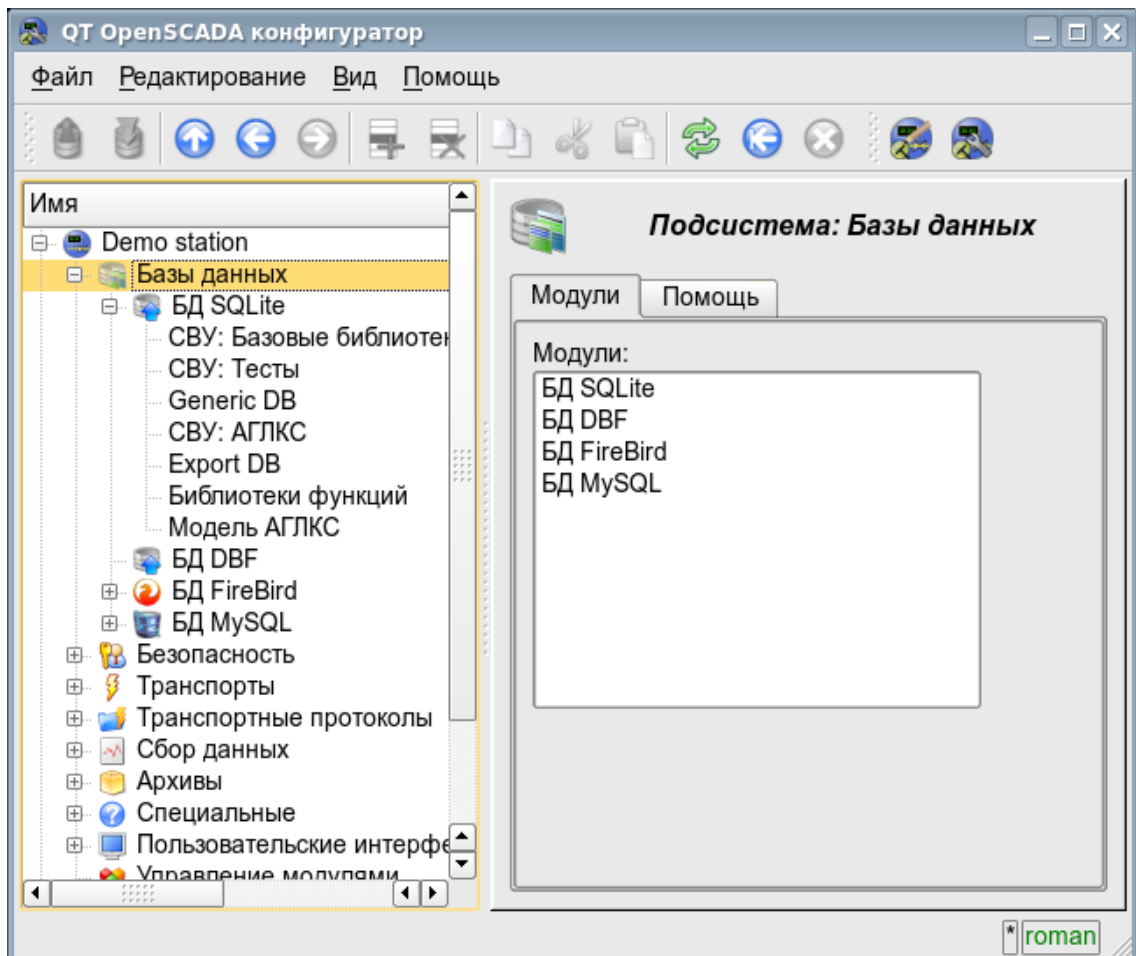 QT OpenSCADA конфигуратор
Файл Редактирование Вид Помощь
Имя
Demo station
Базы данных
БД SQLite
СВУ: Базовые библиотек
СВУ: Тесты
Generic DB
СВУ: АГЛКС
Export DB
Библиотеки функций
Модель АГЛКС
БД DBF
БД FireBird
БД MySQL
Безопасность
Транспорты
Транспортные протоколы
Сбор данных
Архивы
Специальные
Пользовательские интерфе
Управление модулями
Подсистема: Базы данных
Модули Помощь
Модули:
БД SQLite
БД DBF
БД FireBird
БД MySQL
* roman